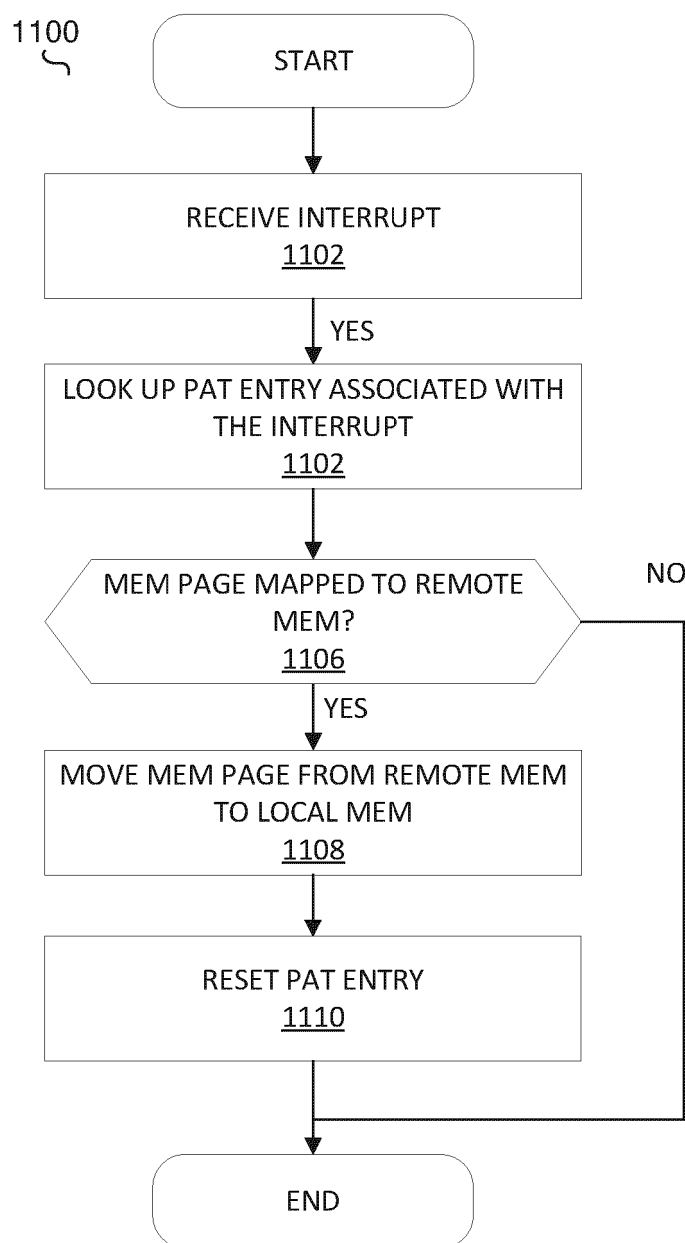 1100
START
RECEIVE INTERRUPT
1102
YES
LOOK UP PAT ENTRY ASSOCIATED WITH
THE INTERRUPT
1102
MEM PAGE MAPPED TO REMOTE
MEM?
1106
NO
YES
MOVE MEM PAGE FROM REMOTE MEM
TO LOCAL MEM
1108
RESET PAT ENTRY
1110
END